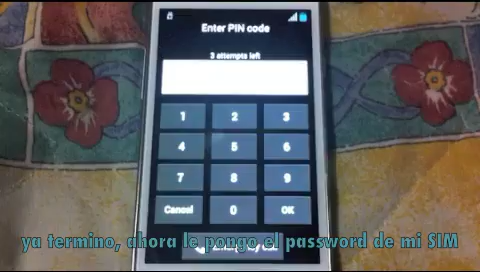 Enter PIN code
3 attempts left
1 2 3
4 5 6
7 8 9
Cancel 0 OK
ya termino, ahora le pongo el password de mi SIM